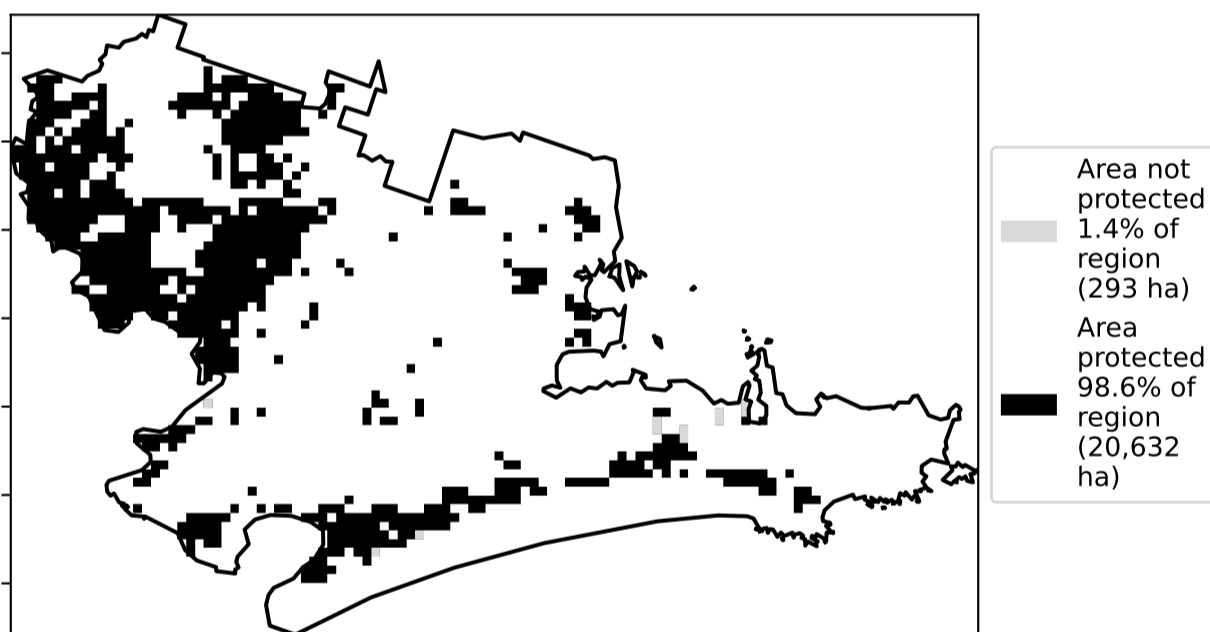 Area not
protected
1.4% of
region
(293 ha)
Area
protected
98.6% of
region
(20,632
ha)